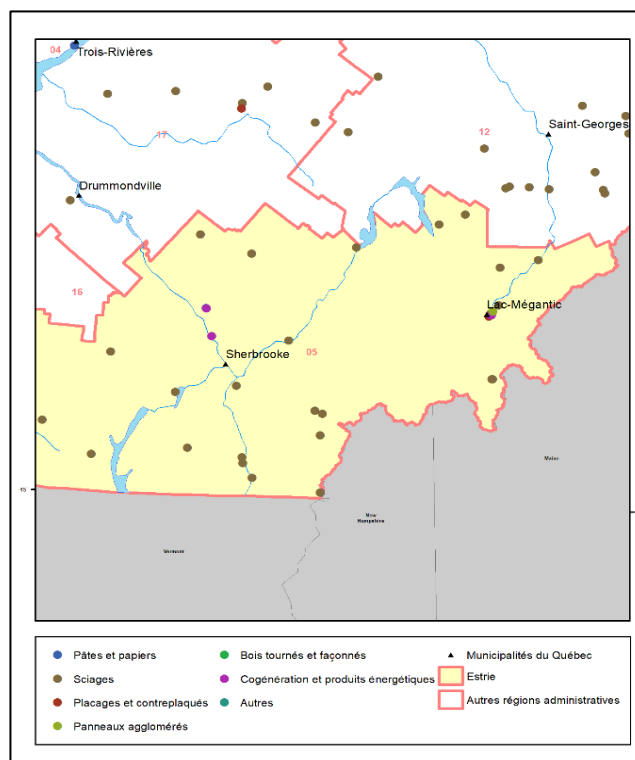 04
Trois-Rivières
12
Saint-Georges
17
Drummondville
16
Lac-Mégantic
05
Sherbrooke
Maine
New
Hampshire
Vermont
Pâtes et papiers
Bois tournés et façonnés
Municipalités du Québec
Sciages
Cogénération et produits énergétiques
Estrie
Placages et contreplaqués
Autres
Autres régions administratives
Panneaux agglomérés